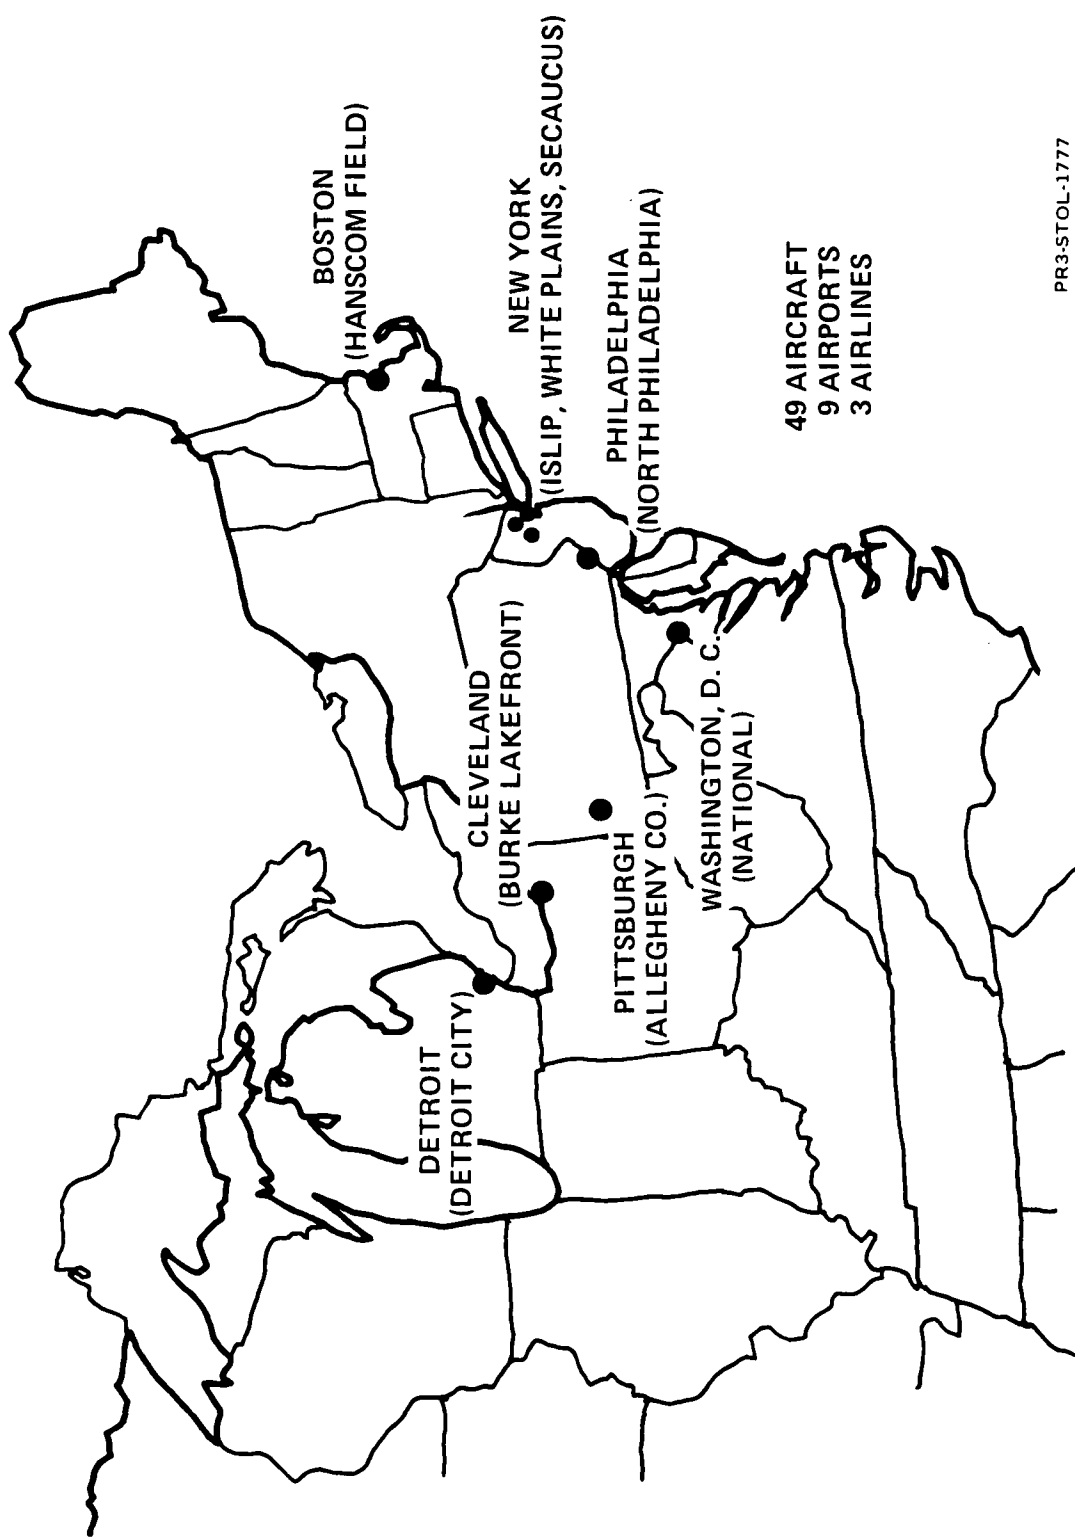 BOSTON
(HANSCOM FIELD)
NEW YORK
(ISLIP, WHITE PLAINS, SECAUCUS)
PHILADELPHIA
(NORTH PHILADELPHIA)
CLEVELAND
(BURKE LAKEFRONT)
DETROIT
(DETROIT CITY)
PITTSBURGH
(ALLEGHENY CO.)
WASHINGTON, D. C.
(NATIONAL)
49 AIRCRAFT
9 AIRPORTS
3 AIRLINES
PR3-STOL-1777